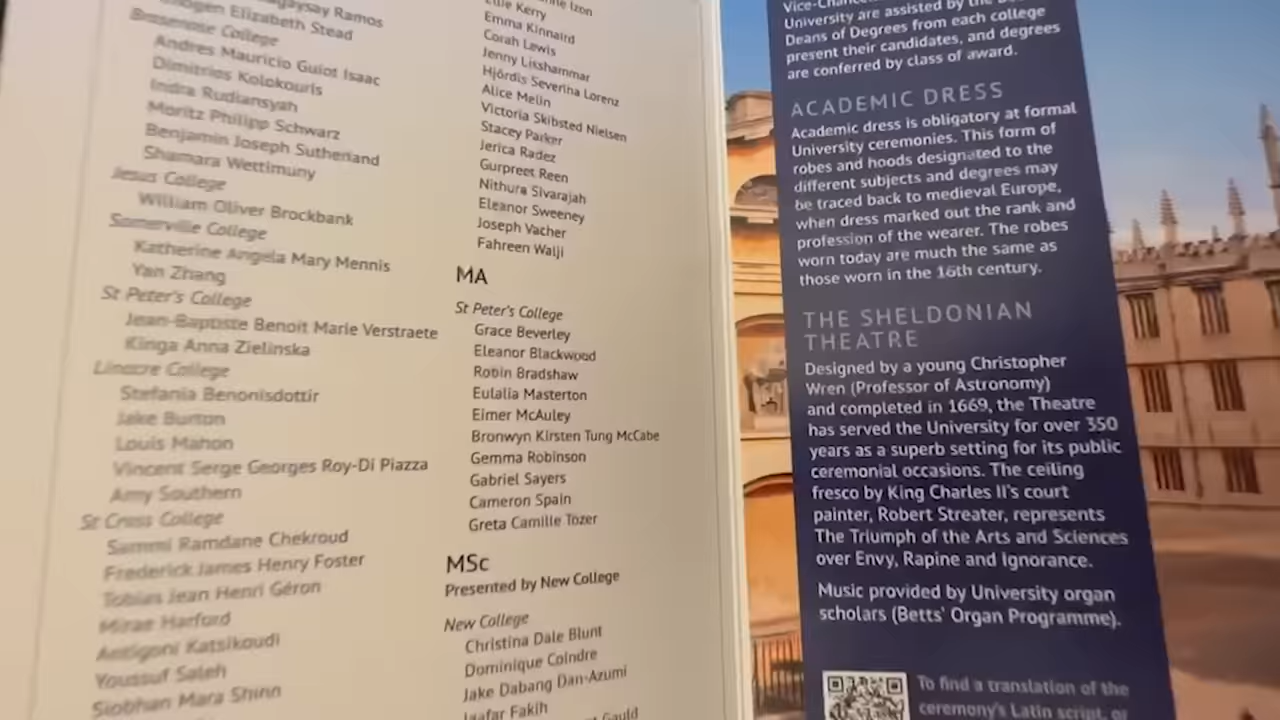 Ramos
Elizabeth Stead
Brasenose College
Andres Mauricio Guiot Isaac
Dimitrios Kolokouris
Indra Rudiansyah
Moritz Philipp Schwarz
Benjamin Joseph Sutherland
Shamara Wettimuny
Jesus College
William Oliver Brockbank
Somerville College
Katherine Angela Mary Mennis
Yan Zhang
St Peter's College
Jean-Baptiste Benoit Marie Verstraete
Kinga Anna Zielinska
Linacre College
Stefania Benonisdottir
Jake Burton
Louis Mahon
Vincent Serge Georges Roy-Di Piazza
Amy Southern
St Cross College
Sammi Ramdane Chekroud
Frederick James Henry Foster
Tobias Jean Henri Géron
Mirae Harford
Antigoni Katsikoudi
Youssuf Saleh
Siobhan Mara Shinn
Izon
Kerry
Emma Kinnaird
Corah Lewis
Jenny Likshammar
Hjördis Severina Lorenz
Alice Melin
Victoria Skibsted Nielsen
Stacey Parker
Jerica Radez
Gurpreet Reen
Nithura Sivarajah
Eleanor Sweeney
Joseph Vacher
Fahreen Walji
MA
St Peter's College
Grace Beverley
Eleanor Blackwood
Robin Bradshaw
Eulalia Masterton
Eimer McAuley
Bronwyn Kirsten Tung McCabe
Gemma Robinson
Gabriel Sayers
Cameron Spain
Greta Camille Tozer
MSc
Presented by New College
New College
Christina Dale Blunt
Dominique Coindre
Jake Dabang Dan-Azumi
Jaafar Fakih
Gauld
University are assisted by the
Deans of Degrees from each college
present their candidates, and degrees
are conferred by class of award.
ACADEMIC DRESS
Academic dress is obligatory at formal
University ceremonies. This form of
robes and hoods designated to the
different subjects and degrees may
be traced back to medieval Europe,
when dress marked out the rank and
profession of the wearer. The robes
worn today are much the same as
those worn in the 16th century.
THE SHELDONIAN
THEATRE
Designed by a young Christopher
Wren (Professor of Astronomy)
and completed in 1669, the Theatre
has served the University for over 350
years as a superb setting for its public
ceremonial occasions. The ceiling
fresco by King Charles II's court
painter, Robert Streater, represents
The Triumph of the Arts and Sciences
over Envy, Rapine and Ignorance.
Music provided by University organ
scholars (Betts' Organ Programme).
To find a translation of the
ceremony's Latin script, or